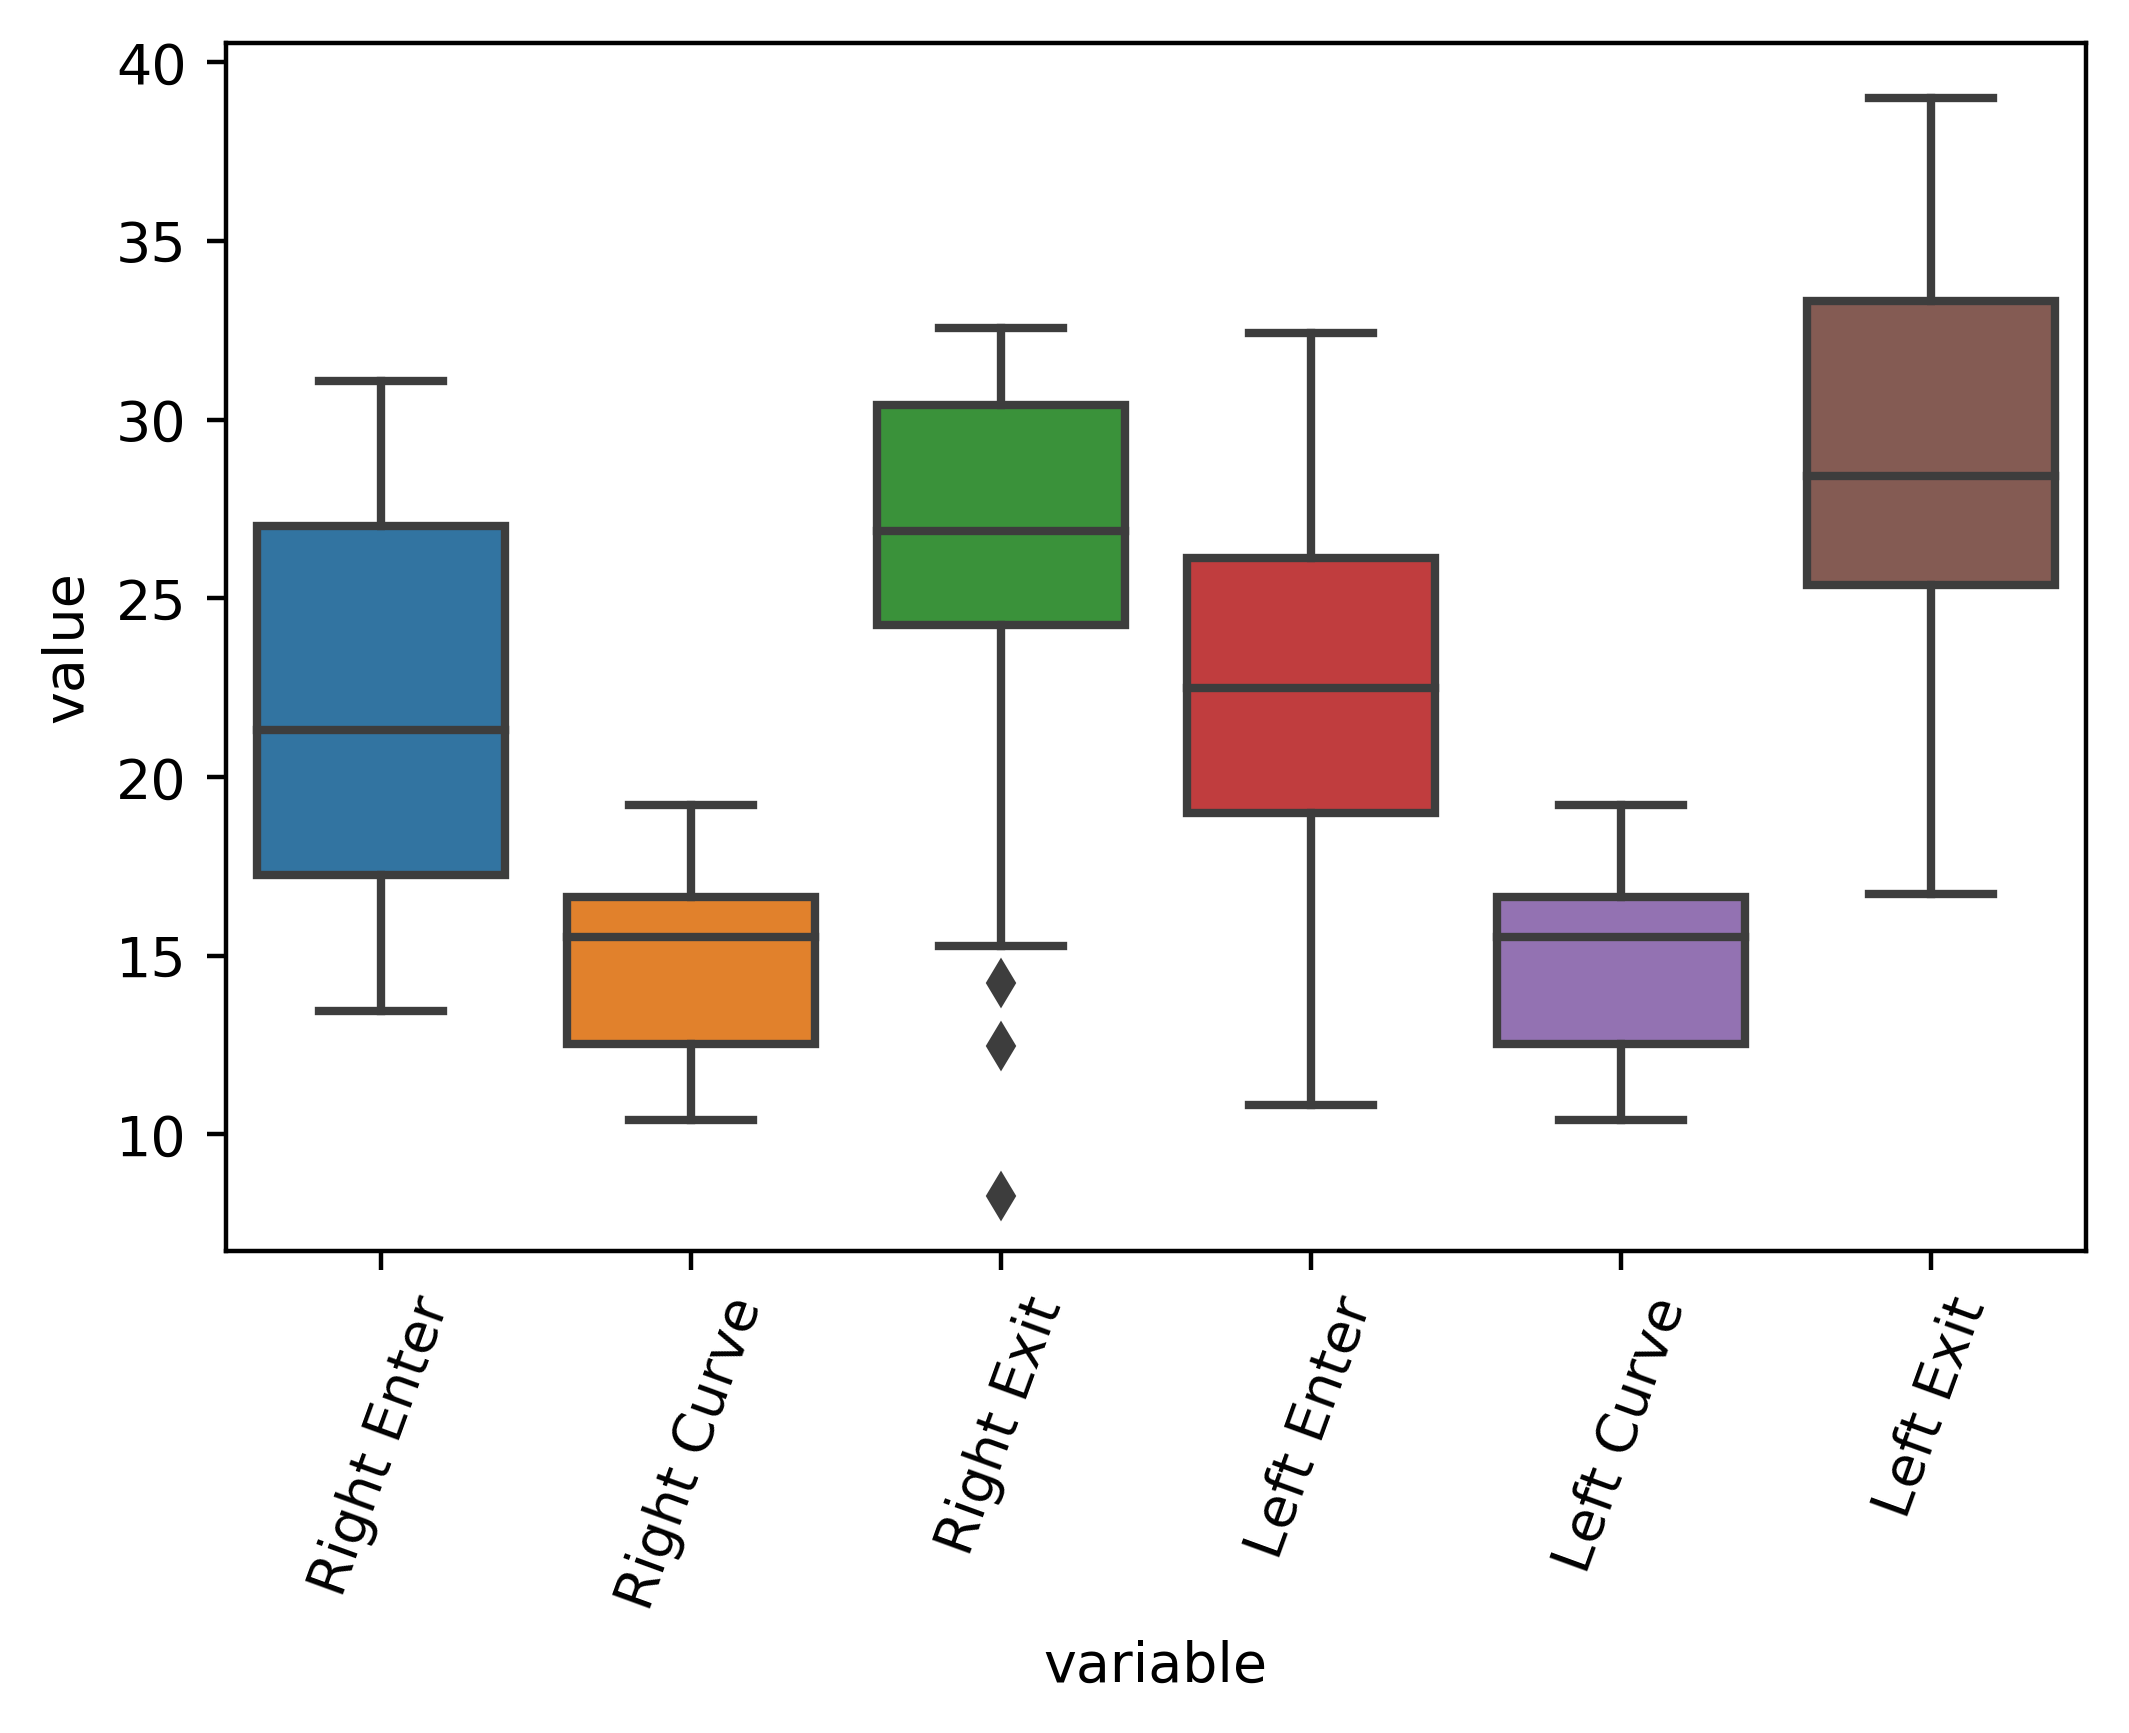 40
35
30
25
20
15
10
value
Right Enter
Right Curve
Right Exit
Left Enter
Left Curve
Left Exit
variable